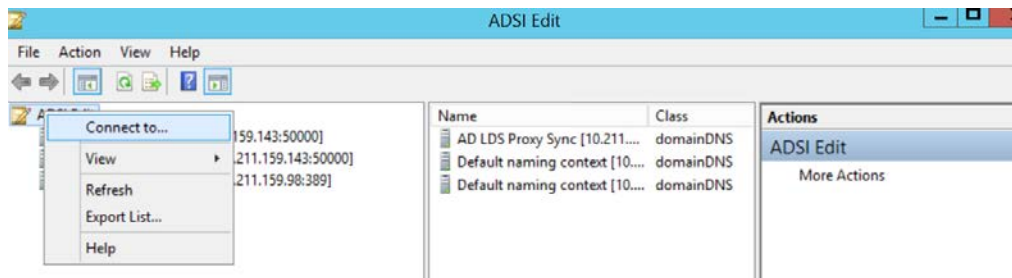 ADSI Edit
File Action View Help
Name Class Actions
Connect to...
159.143:50000] AD LDS Proxy Sync [10.211.... domainDNS ADSI Edit
View .211.159.143:50000] Default naming context [10.... domainDNS More Actions
Refresh .211.159.98:389] Default naming context [10.... domainDNS
Export List...
Help